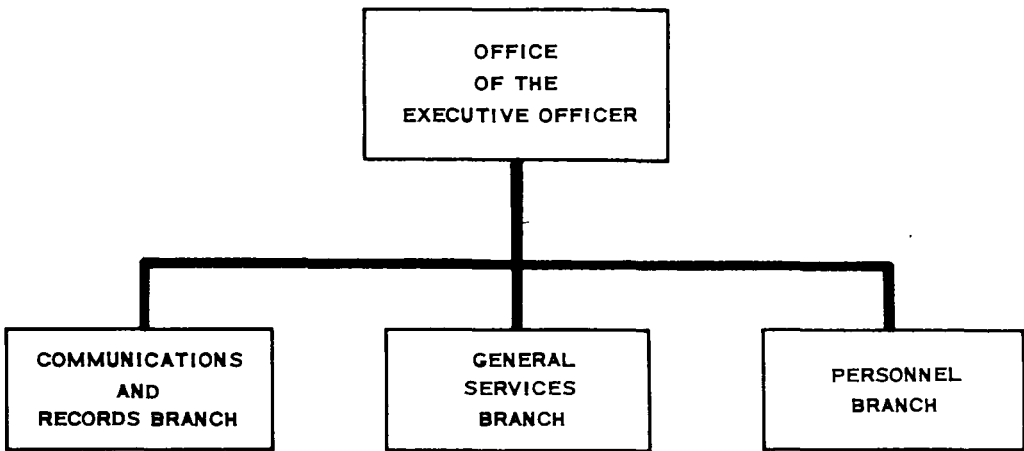 OFFICE
OF THE
EXECUTIVE OFFICER
COMMUNICATIONS
AND
RECORDS BRANCH
GENERAL
SERVICES
BRANCH
PERSONNEL
BRANCH